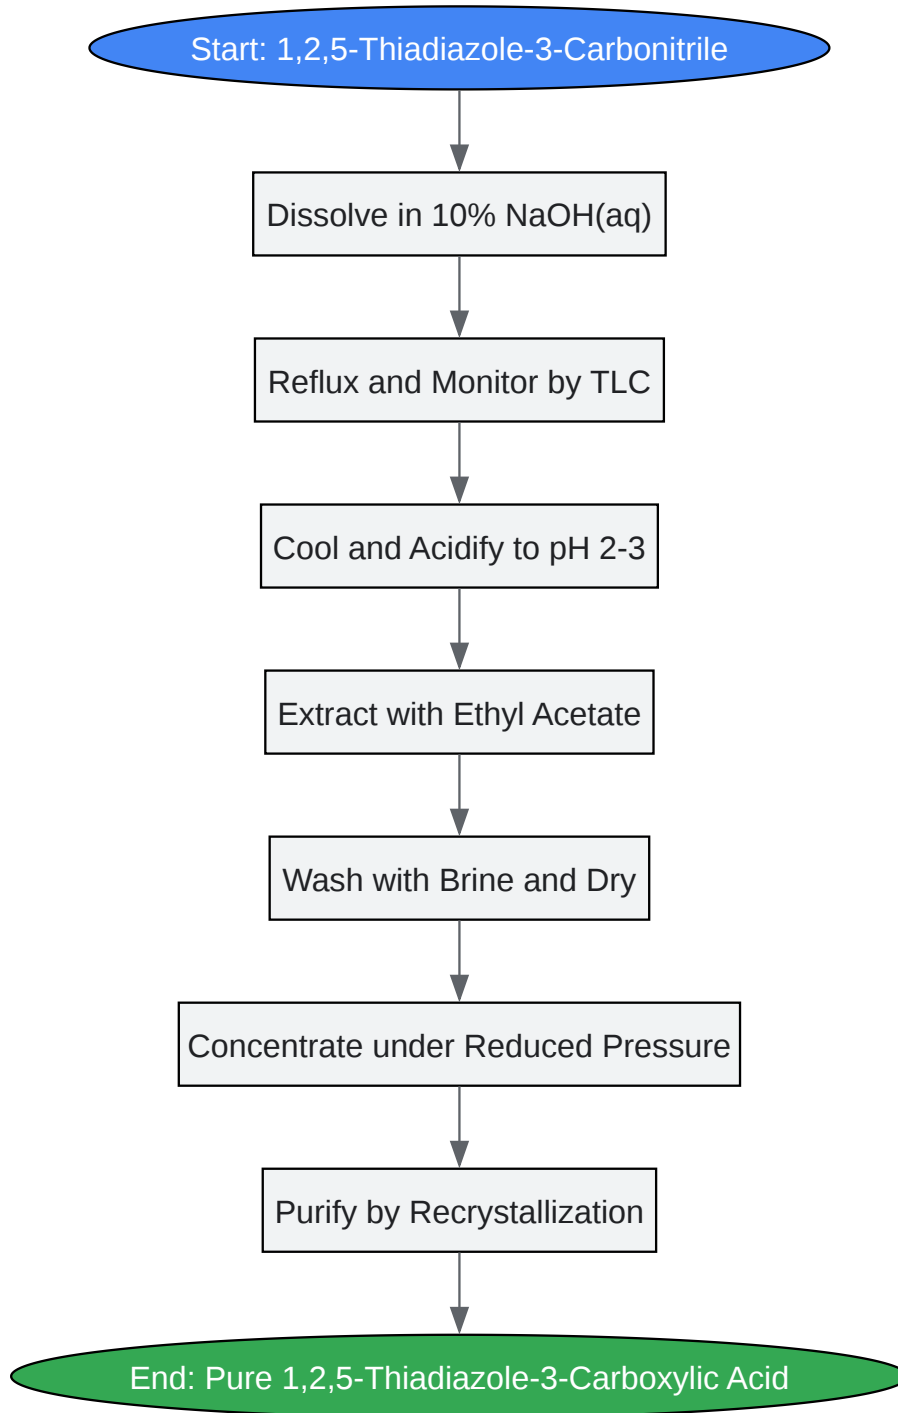 Start: 1,2,5-Thiadiazole-3-Carbonitrile
Dissolve in 10% NaOH(aq)
Reflux and Monitor by TLC
Cool and Acidify to pH 2-3
Extract with Ethyl Acetate
Wash with Brine and Dry
Concentrate under Reduced Pressure
Purify by Recrystallization
End: Pure 1,2,5-Thiadiazole-3-Carboxylic Acid